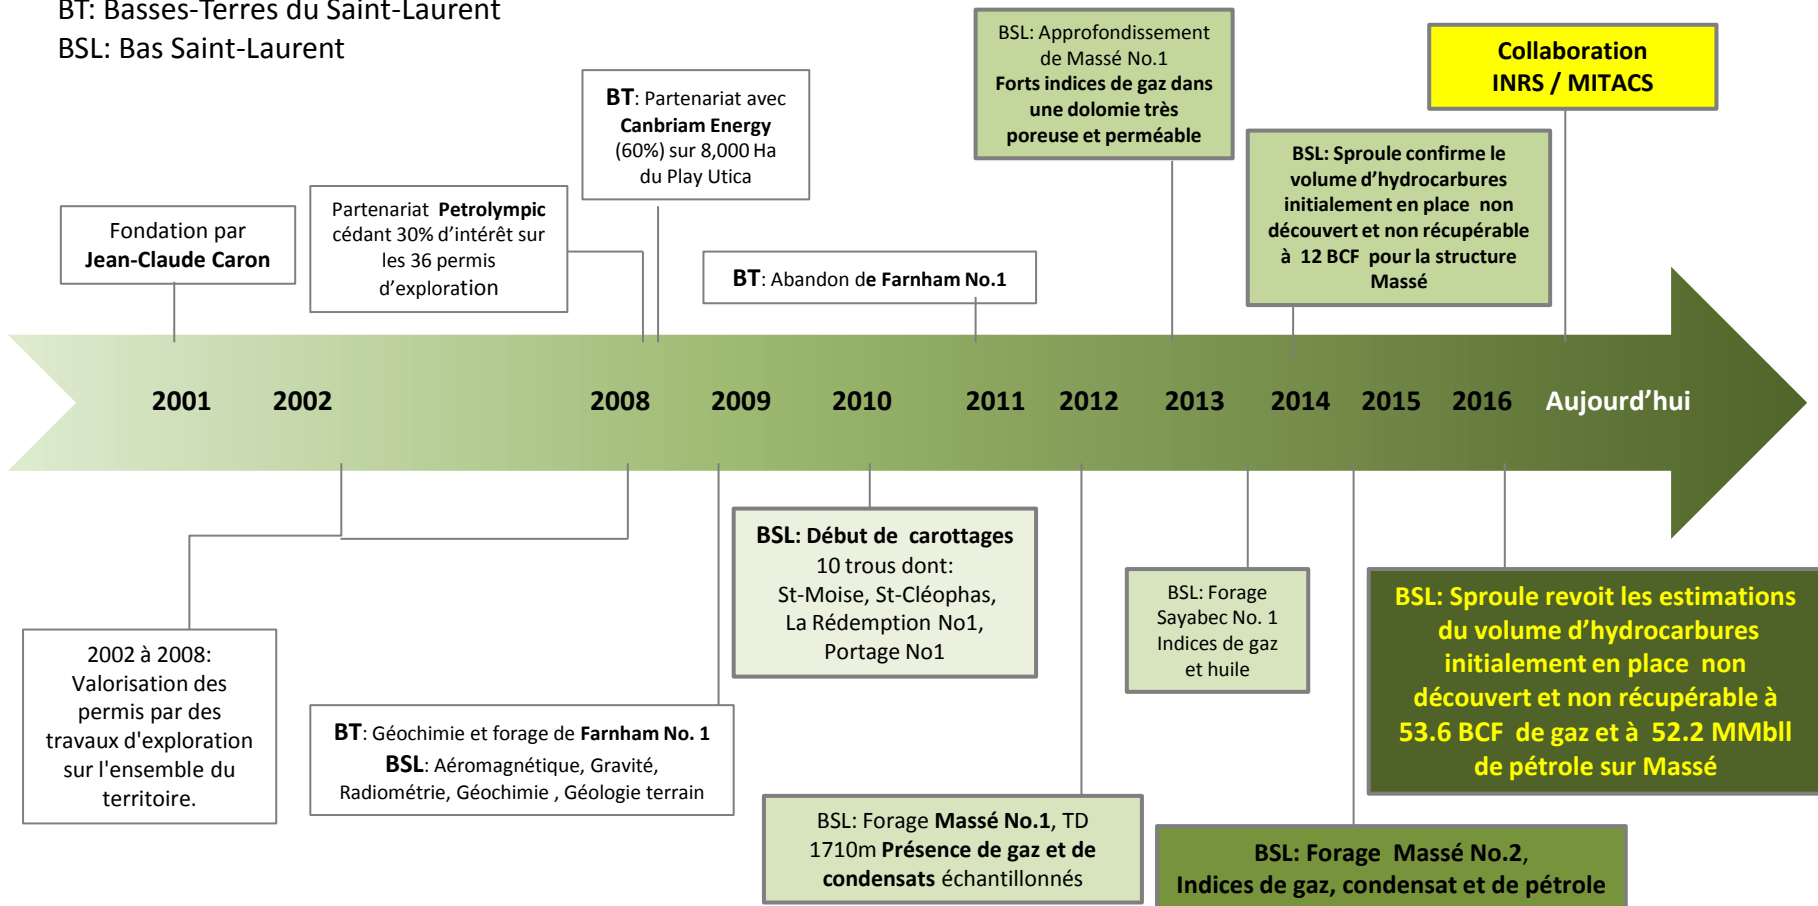 BT: Basses-Terres du Saint-Laurent
BSL: Bas Saint-Laurent
Fondation par
Jean-Claude Caron
Partenariat Petrolympic
cédant 30% d'intérêt sur
les 36 permis
d'exploration
BT: Partenariat avec
Canbriam Energy
(60%) sur 8,000 Ha
du Play Utica
BT: Abandon de Farnham No.1
BSL: Approfondissement
de Massé No.1
Forts indices de gaz dans
une dolomie très
poreuse et perméable
BSL: Sproule confirme le
volume d'hydrocarbures
initialement en place non
découvert et non récupérable
à 12 BCF pour la structure
Massé
Collaboration
INRS / MITACS
2001 2002 2008 2009 2010 2011 2012 2013 2014 2015 2016 Aujourd'hui
2002 à 2008:
Valorisation des
permis par des
travaux d'exploration
sur l'ensemble du
territoire.
BT: Géochimie et forage de Farnham No. 1
BSL: Aéromagnétique, Gravité,
Radiométrie, Géochimie , Géologie terrain
BSL: Début de carottages
10 trous dont:
St-Moise, St-Cléophas,
La Rédemption No1,
Portage No1
BSL: Forage Massé No.1, TD
1710m Présence de gaz et de
condensats échantillonnés
BSL: Forage
Sayabec No. 1
Indices de gaz
et huile
BSL: Forage Massé No.2,
Indices de gaz, condensat et de pétrole
BSL: Sproule revoit les estimations
du volume d'hydrocarbures
initialement en place non
découvert et non récupérable à
53.6 BCF de gaz et à 52.2 MMbll
de pétrole sur Massé